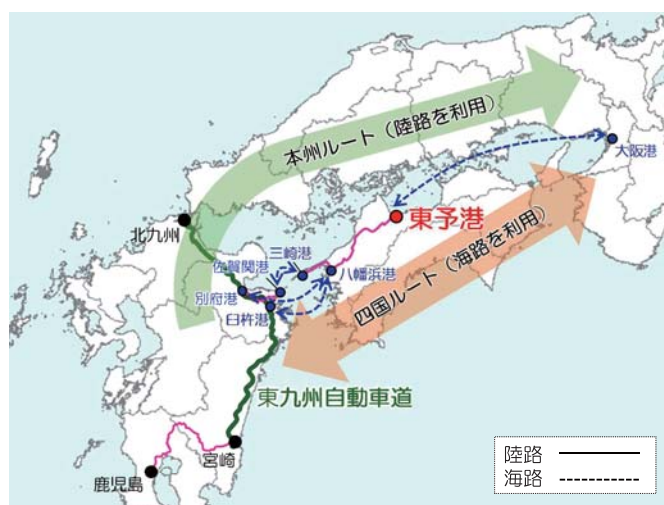 本州ルート（陸路を利用）
大阪港
東予港
北九州
三崎港
佐賀関港
八幡浜港
別府港
臼杵港
四国ルート（海路を利用）
東九州自動車道
宮崎
鹿児島
陸路
海路